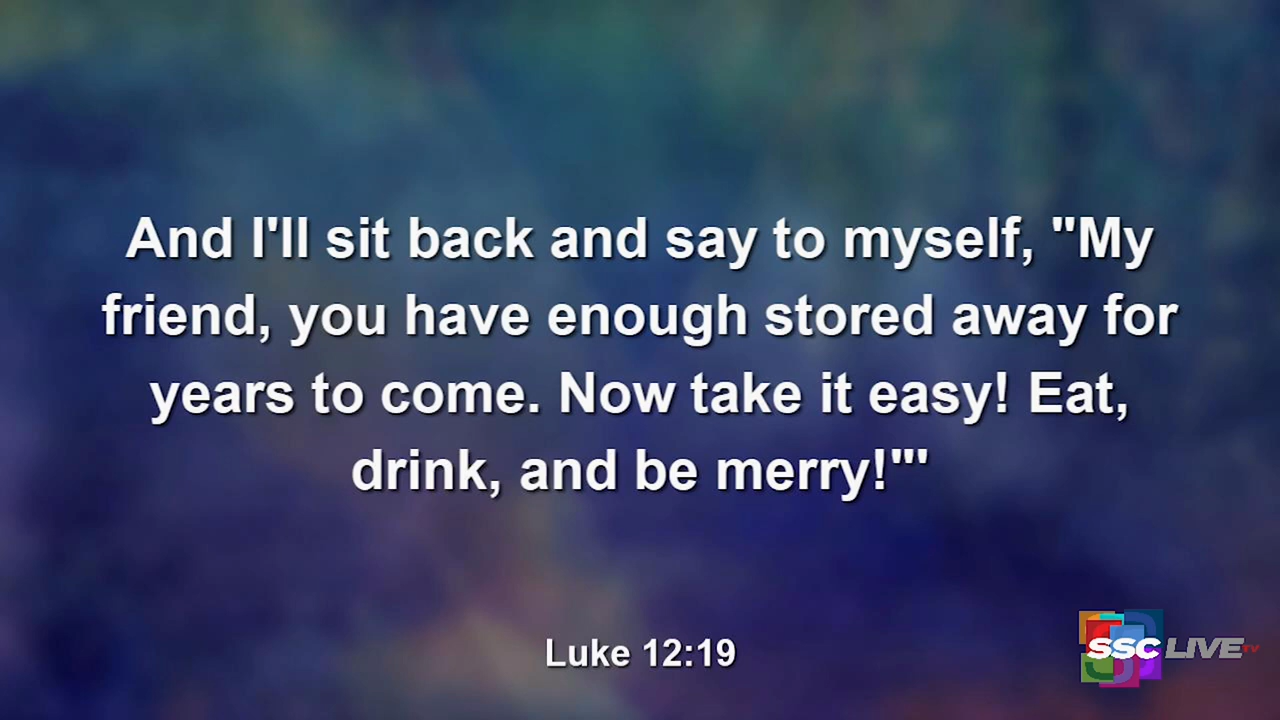 And I'll sit back and say to myself, "My
friend, you have enough stored away for
years to come. Now take it easy! Eat,
drink, and be merry!"'
Luke 12:19
SSC LIVE TV